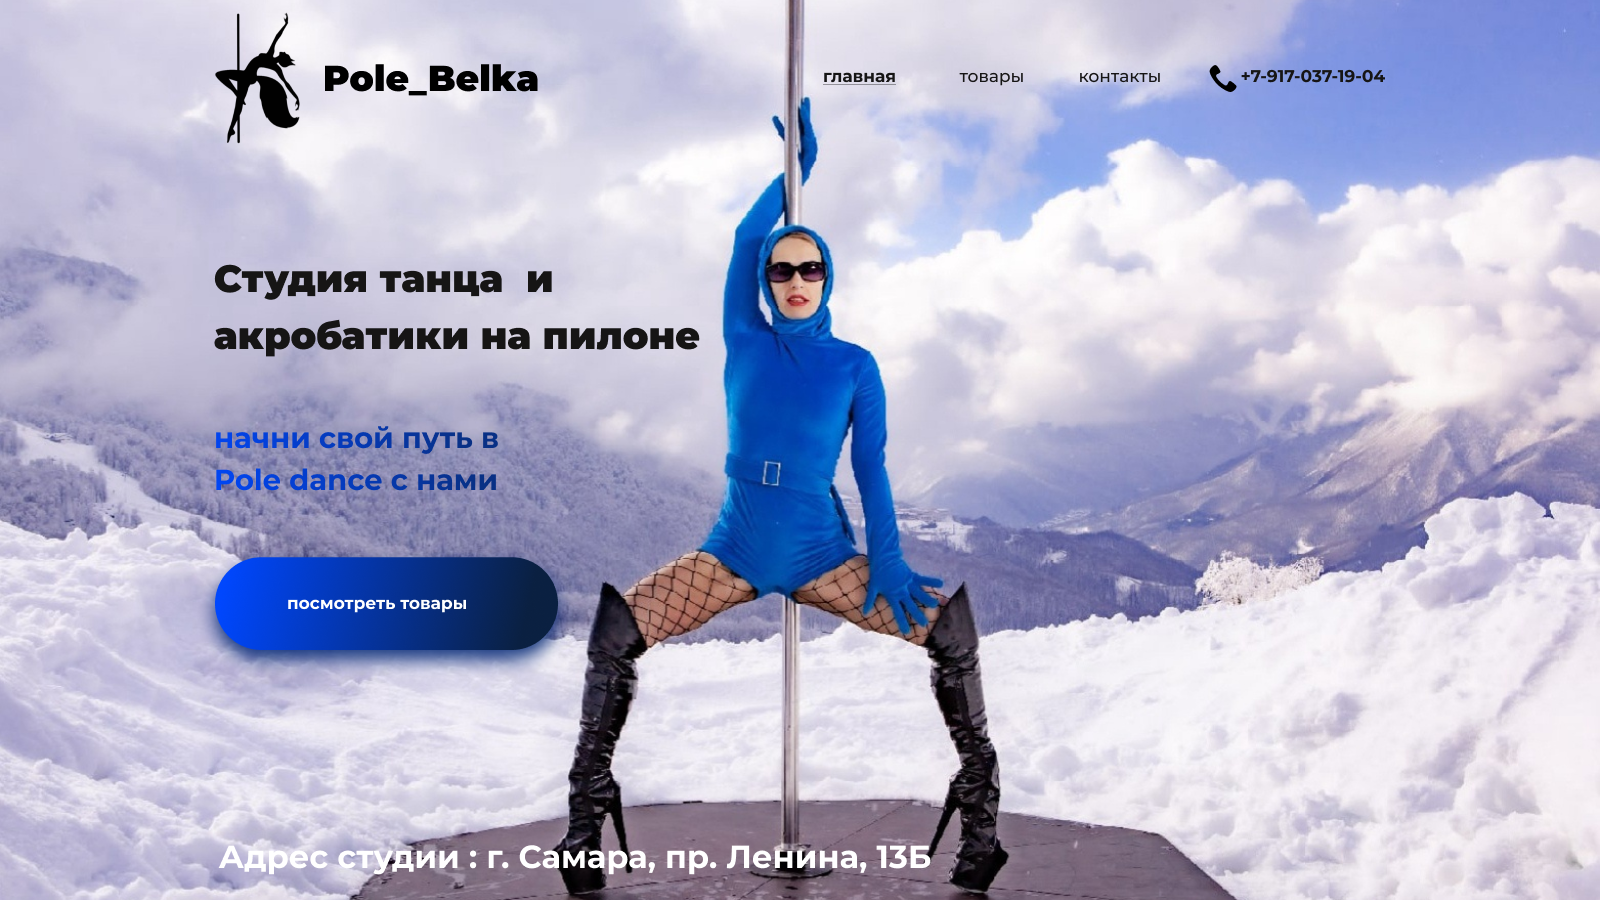 Pole_Belka
главная
товары
контакты
+7-917-037-19-04
Студия танца  и
акробатики на пилоне
начни свой путь в
Pole dance с нами
посмотреть товары
Адрес студии : г. Самара, пр. Ленина, 13Б